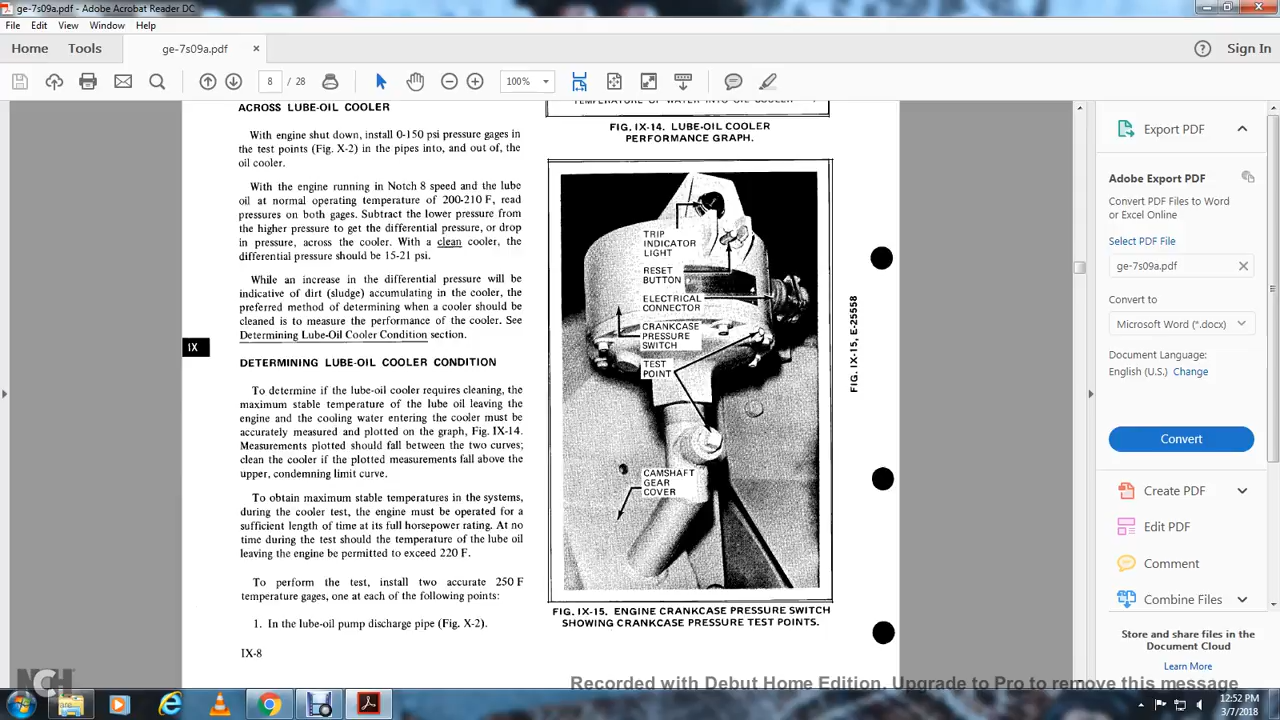 ge-7s09a.pdf - Adobe Acrobat Reader DC
File Edit View Window Help
Home Tools ge-7s09a.pdf × Sign In
8 / 28 100%
ACROSS LUBE-OIL COOLER
With engine shut down, install 0-150 psi pressure gages in
the test points (Fig. X-2) in the pipes into, and out of, the
oil cooler.
With the engine running in Notch 8 speed and the lube
oil at normal operating temperature of 200-210 F, read
pressures on both gages. Subtract the lower pressure from
the higher pressure to get the differential pressure, or drop
in pressure, across the cooler. With a clean cooler, the
differential pressure should be 15-21 psi.
While an increase in the differential pressure will be
indicative of dirt (sludge) accumulating in the cooler, the
preferred method of determining when a cooler should be
cleaned is to measure the performance of the cooler. See
Determining Lube-Oil Cooler Condition section.
IX
DETERMINING LUBE-OIL COOLER CONDITION
To determine if the lube-oil cooler requires cleaning, the
maximum stable temperature of the lube oil leaving the
engine and the cooling water entering the cooler must be
accurately measured and plotted on the graph, Fig. IX-14.
Measurements plotted should fall between the two curves;
clean the cooler if the plotted measurements fall above the
upper, condemning limit curve.
To obtain maximum stable temperatures in the systems,
during the cooler test, the engine must be operated for a
sufficient length of time at its full horsepower rating. At no
time during the test should the temperature of the lube oil
leaving the engine be permitted to exceed 220 F.
To perform the test, install two accurate 250 F
temperature gages, one at each of the following points:
1. In the lube-oil pump discharge pipe (Fig. X-2).
IX-8
TEMPERATURE OF WATER INTO OIL COOLER
FIG. IX-14. LUBE-OIL COOLER
PERFORMANCE GRAPH.
TRIP
INDICATOR
LIGHT
RESET
BUTTON
ELECTRICAL
CONNECTOR
CRANKCASE
PRESSURE
SWITCH
TEST
POINT
CAMSHAFT
GEAR
COVER
FIG. IX-15, E-25558
FIG. IX-15. ENGINE CRANKCASE PRESSURE SWITCH
SHOWING CRANKCASE PRESSURE TEST POINTS.
Export PDF
Adobe Export PDF
Convert PDF Files to Word
or Excel Online
Select PDF File
ge-7s09a.pdf
Convert to
Microsoft Word (*.docx)
Document Language:
English (U.S.) Change
Convert
Create PDF
Edit PDF
Comment
Combine Files
Store and share files in the
Document Cloud
Learn More
NCH
Recorded with Debut Home Edition. Upgrade to Pro to remove this message
12:52 PM
3/7/2018